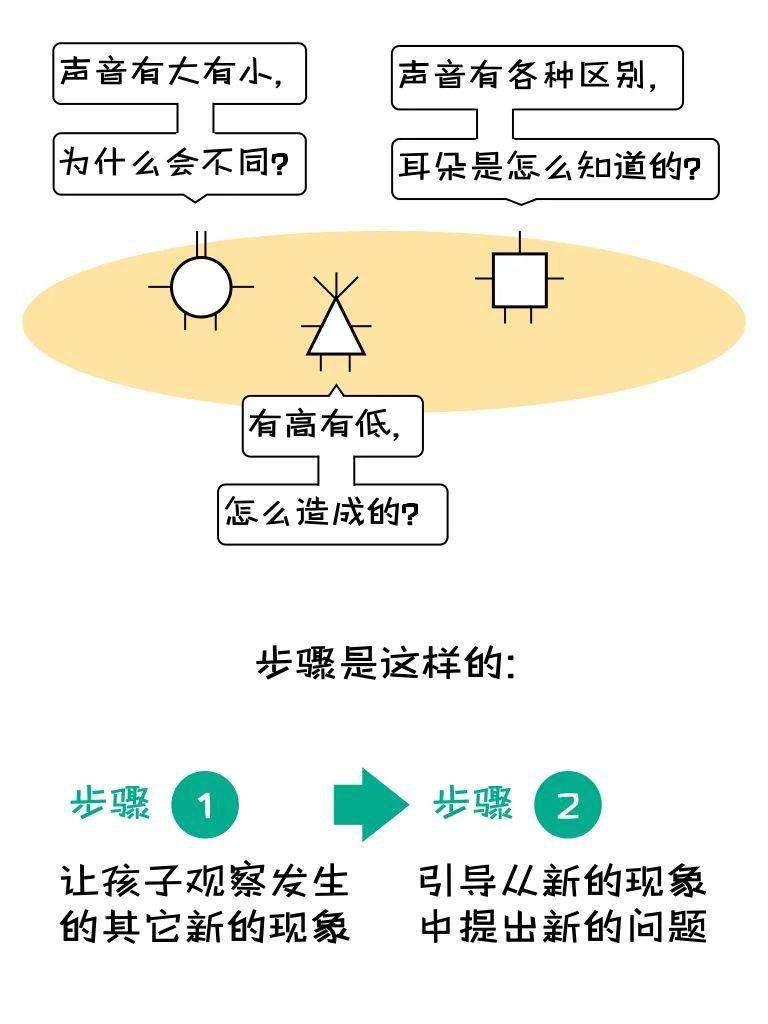 声音有大有小，
为什么会不同？
声音有各种区别，
耳朵是怎么知道的？
有高有低，
怎么造成的？
步骤是这样的：
步骤 1
让孩子观察发生
的其它新的现象
步骤 2
引导从新的现象
中提出新的问题